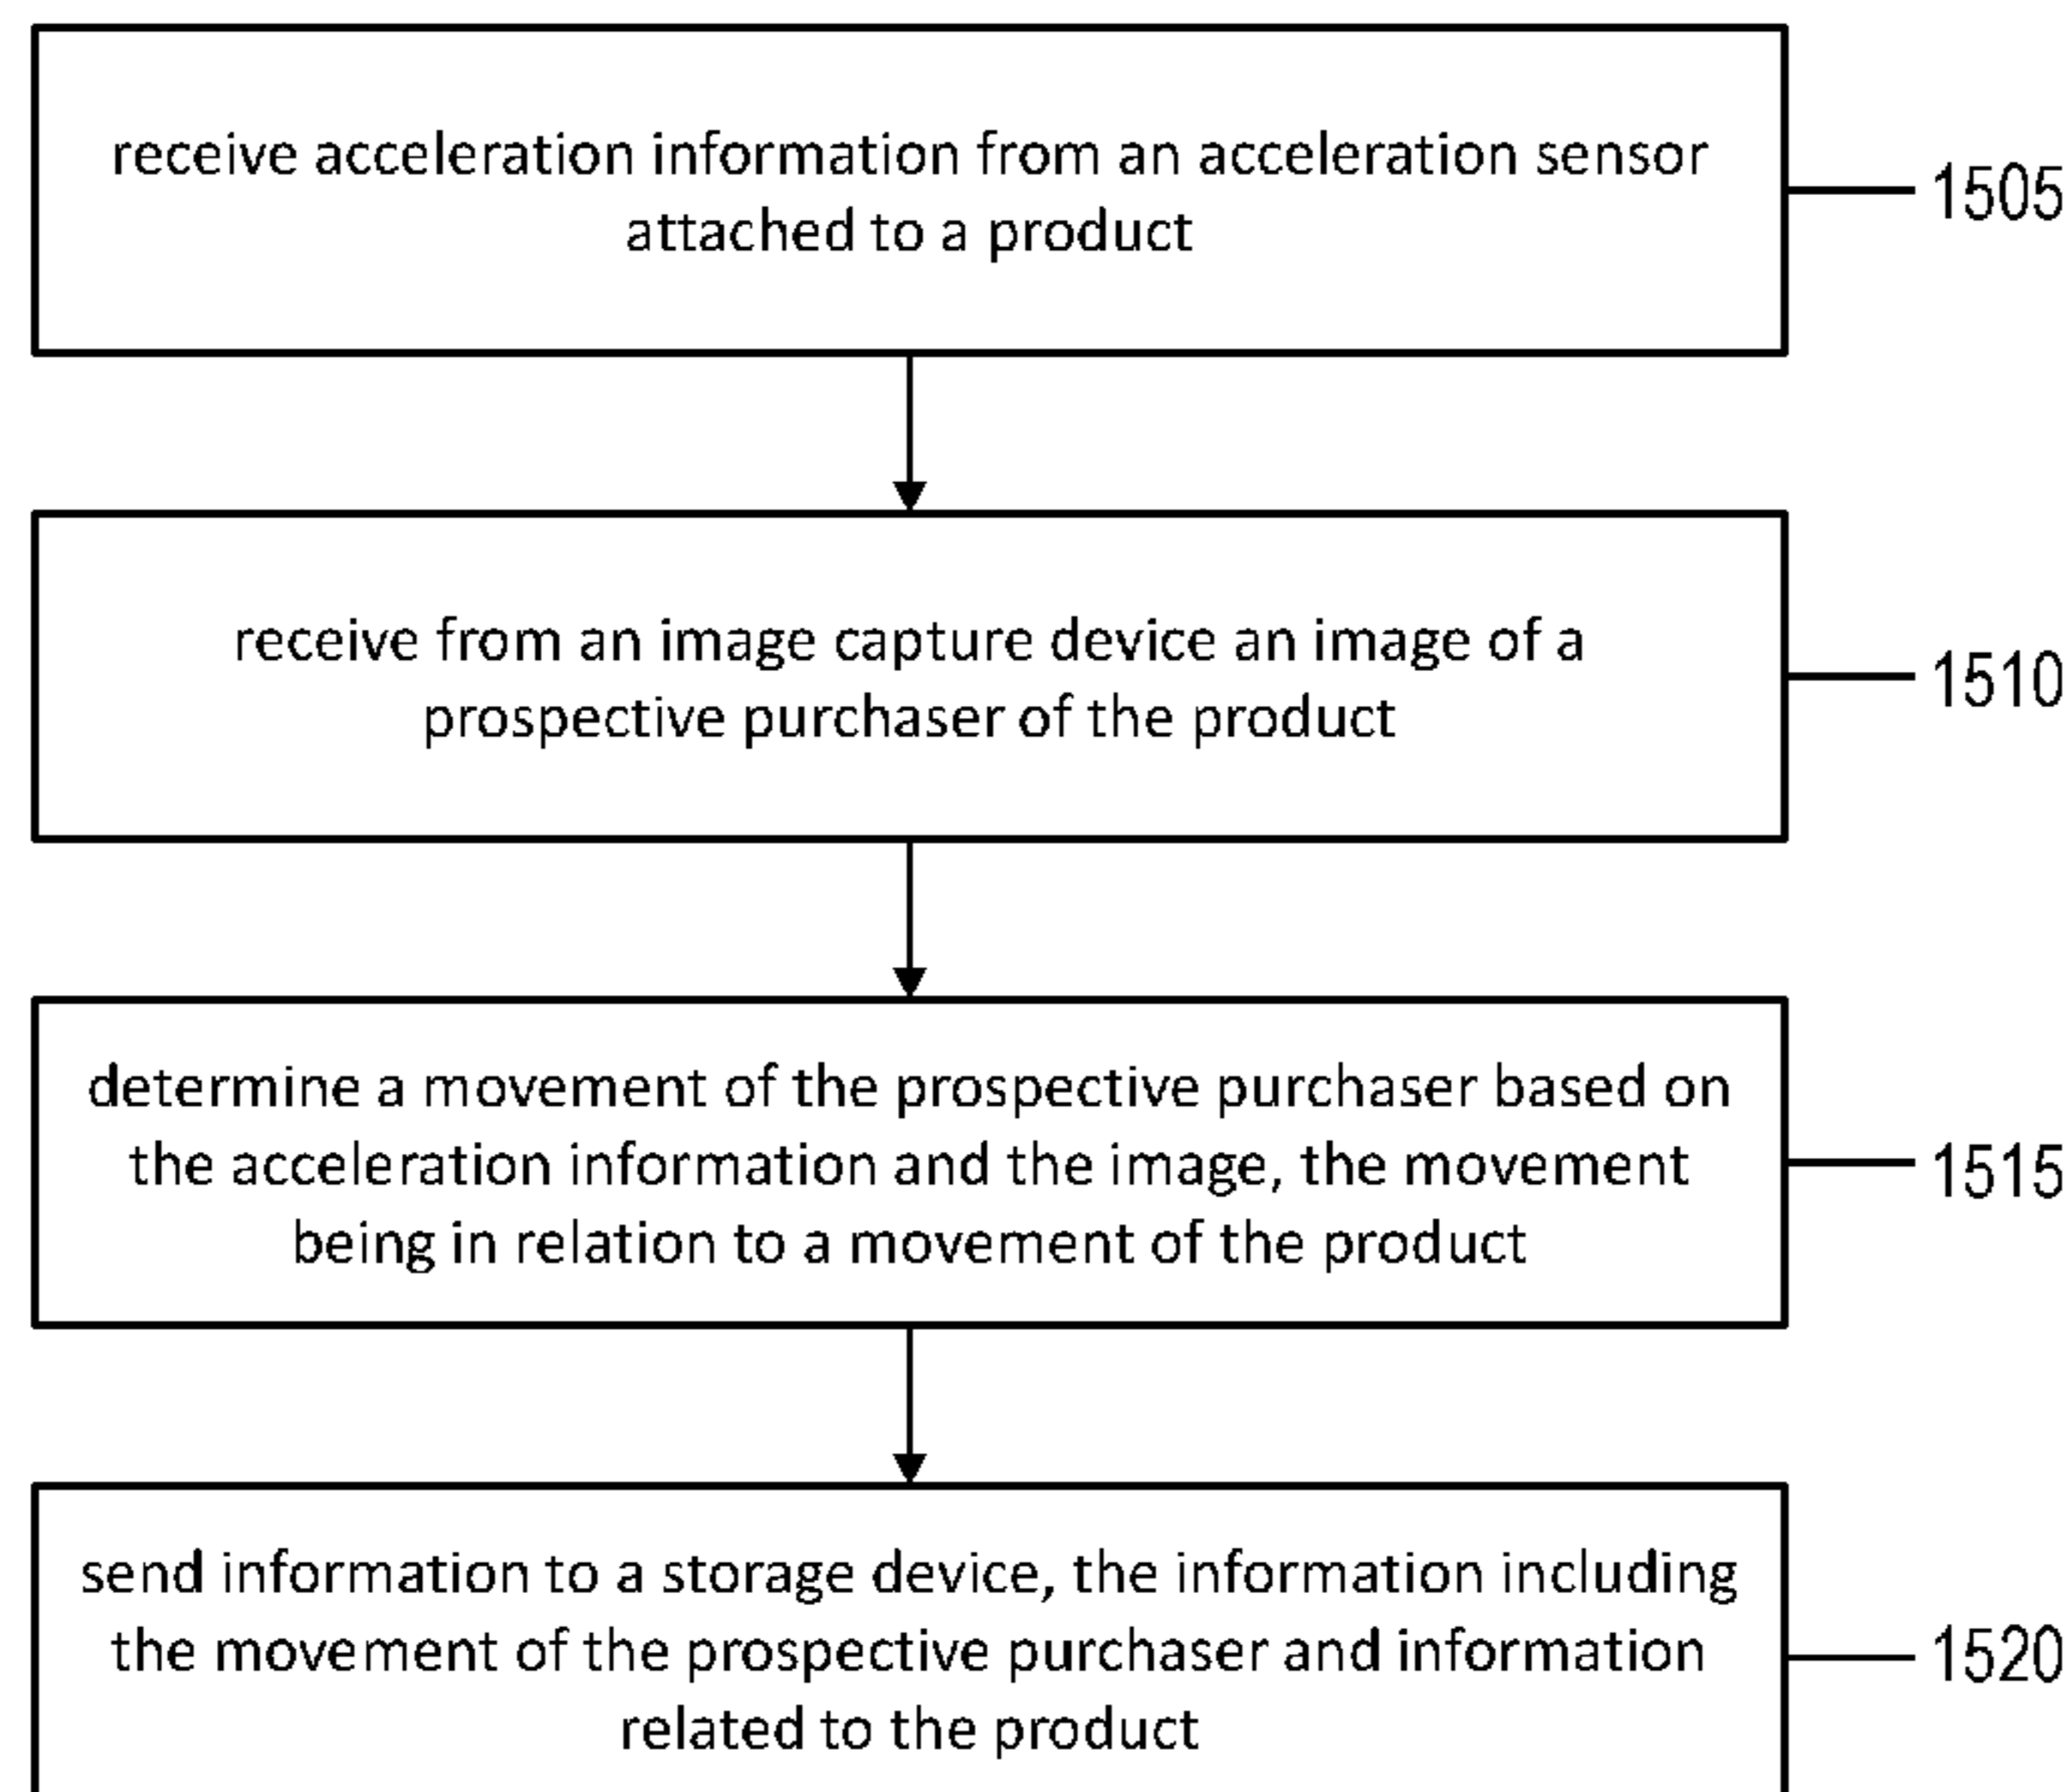 receive acceleration information from an acceleration sensor
attached to a product
1505
receive from an image capture device an image of a
prospective purchaser of the product
1510
determine a movement of the prospective purchaser based on
the acceleration information and the image, the movement
being in relation to a movement of the product
1515
send information to a storage device, the information including
the movement of the prospective purchaser and information
related to the product
1520